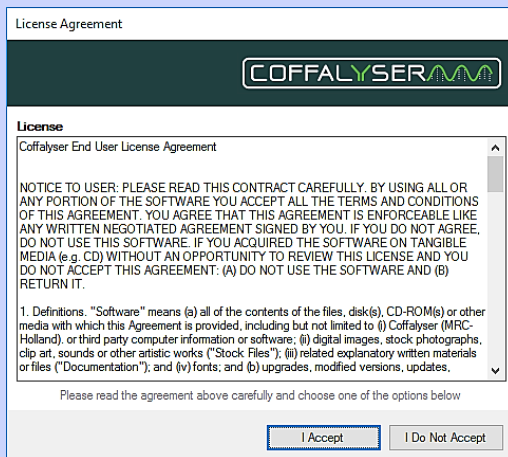 License Agreement
COFFALYSER
License
Coffalyser End User License Agreement
NOTICE TO USER: PLEASE READ THIS CONTRACT CAREFULLY. BY USING ALL OR
ANY PORTION OF THE SOFTWARE YOU ACCEPT ALL THE TERMS AND CONDITIONS
OF THIS AGREEMENT. YOU AGREE THAT THIS AGREEMENT IS ENFORCEABLE LIKE
ANY WRITTEN NEGOTIATED AGREEMENT SIGNED BY YOU. IF YOU DO NOT AGREE,
DO NOT USE THIS SOFTWARE. IF YOU ACQUIRED THE SOFTWARE ON TANGIBLE
MEDIA (e.g. CD) WITHOUT AN OPPORTUNITY TO REVIEW THIS LICENSE AND YOU
DO NOT ACCEPT THIS AGREEMENT: (A) DO NOT USE THE SOFTWARE AND (B)
RETURN IT.
1. Definitions. "Software" means (a) all of the contents of the files, disk(s), CD-ROM(s) or other
media with which this Agreement is provided, including but not limited to (i) Coffalyser (MRC-
Holland). or third party computer information or software; (ii) digital images, stock photographs,
clip art, sounds or other artistic works ("Stock Files"); (iii) related explanatory written materials
or files ("Documentation"); and (iv) fonts; and (b) upgrades, modified versions, updates,
Please read the agreement above carefully and choose one of the options below
I Accept
I Do Not Accept